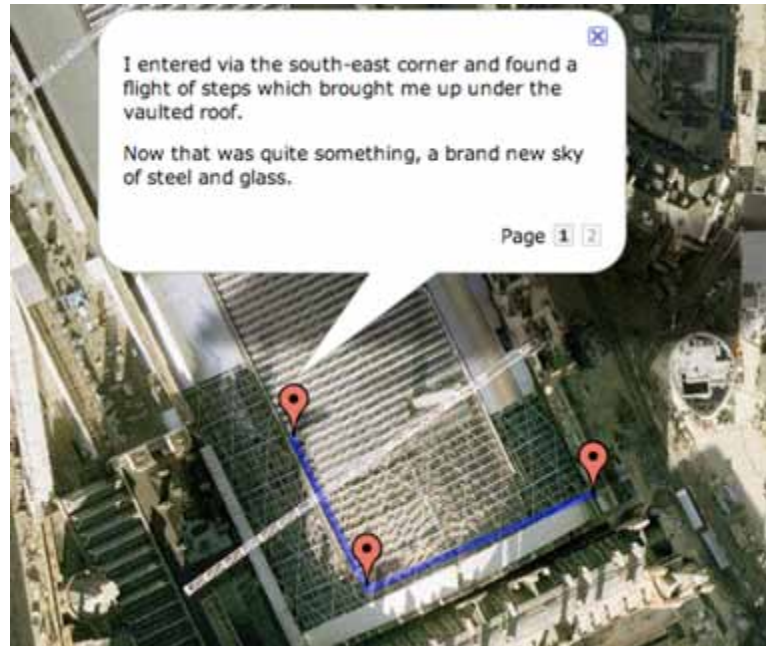 I entered via the south-east corner and found a
flight of steps which brought me up under the
vaulted roof.
Now that was quite something, a brand new sky
of steel and glass.
Page 1 2